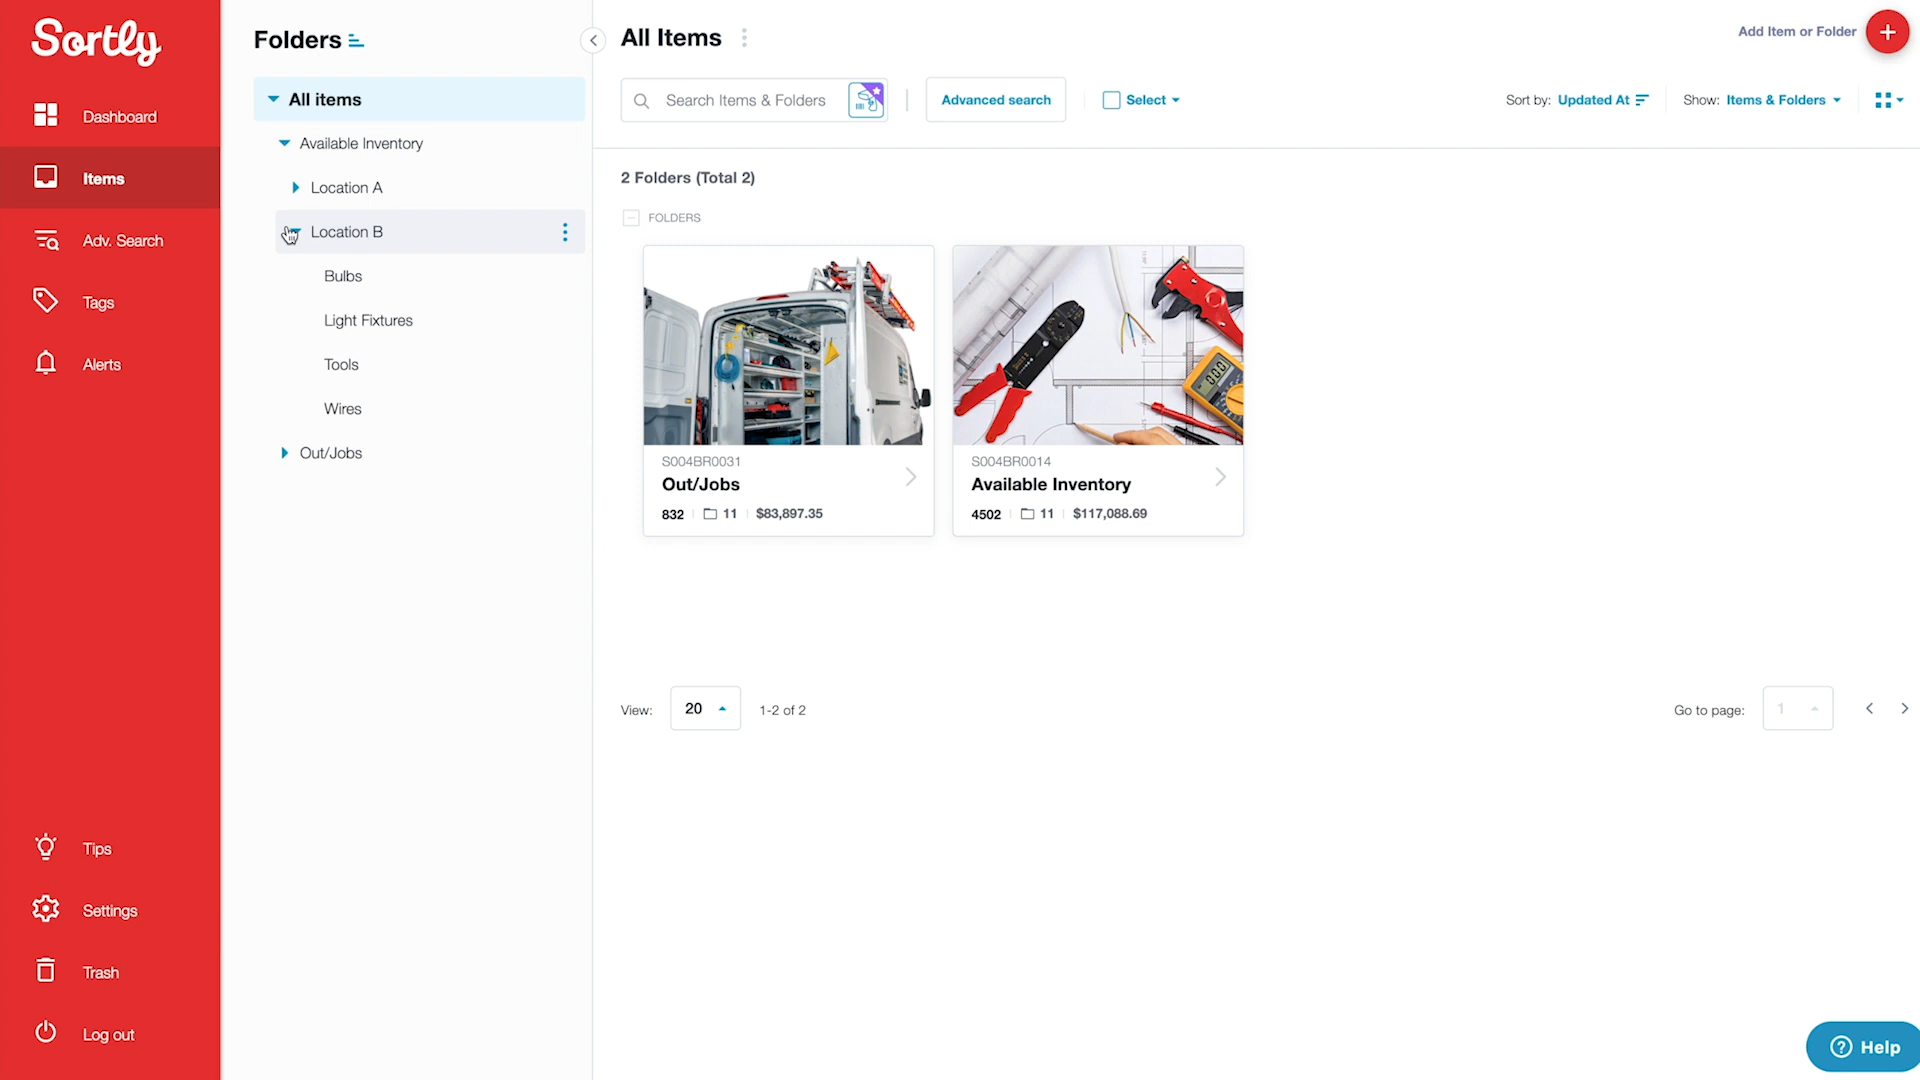 Sortly
Dashboard
Items
Adv. Search
Tags
Alerts
Tips
Settings
Trash
Log out
Folders
All items
Available Inventory
Location A
Location B
Bulbs
Light Fixtures
Tools
Wires
Out/Jobs
All Items
Add Item or Folder
Search Items & Folders
Advanced search
Select
Sort by: Updated At
Show: Items & Folders
2 Folders (Total 2)
FOLDERS
S004BR0031
Out/Jobs
832 11 $83,897.35
S004BR0014
Available Inventory
4502 11 $117,088.69
View: 20 1-2 of 2
Go to page: 1
Help